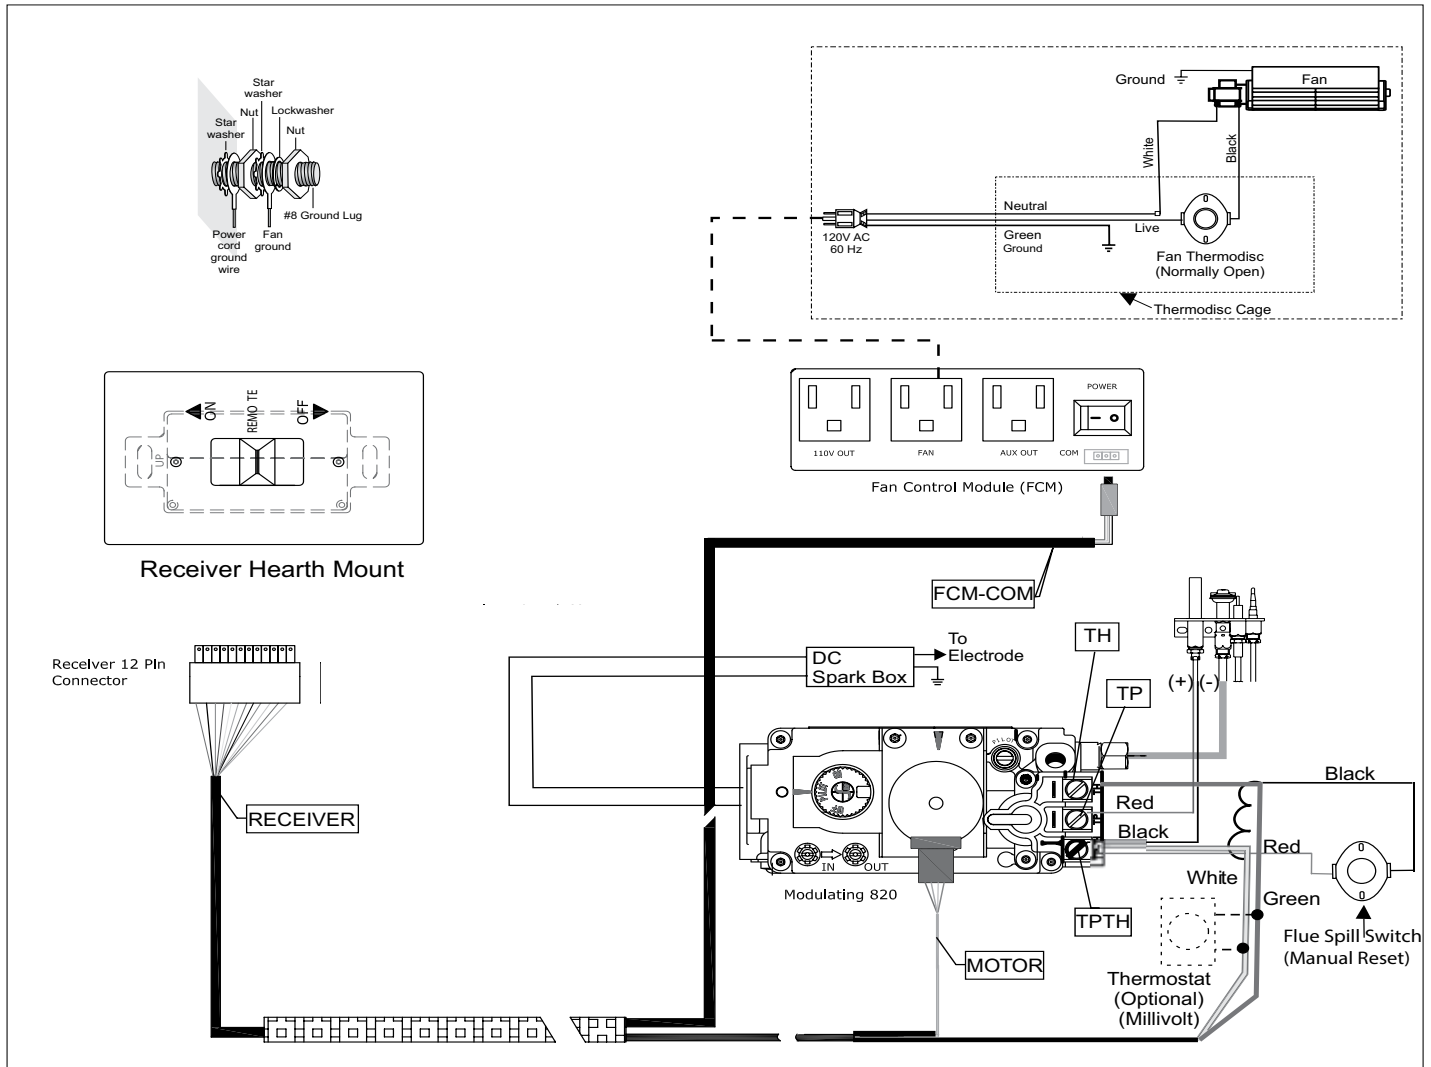 Star
washer
Nut
Lockwasher
Star
washer
Nut
#8 Ground Lug
Power
cord
ground
wire
Fan
ground
Ground
Fan
White
Black
Neutral
Live
Green
Ground
120V AC
60 Hz
Fan Thermodisc
(Normally Open)
Thermodisc Cage
ON
REMO TE
OFF
UP
Receiver Hearth Mount
110V OUT
FAN
AUX OUT
POWER
COM
Fan Control Module (FCM)
FCM-COM
Receiver 12 Pin
Connector
RECEIVER
DC
Spark Box
To
Electrode
TH
TP
(+) (-)
PILOT
Red
Black
Black
Red
White
Green
IN
OUT
Modulating 820
TPTH
MOTOR
Thermostat
(Optional)
(Millivolt)
Flue Spill Switch
(Manual Reset)